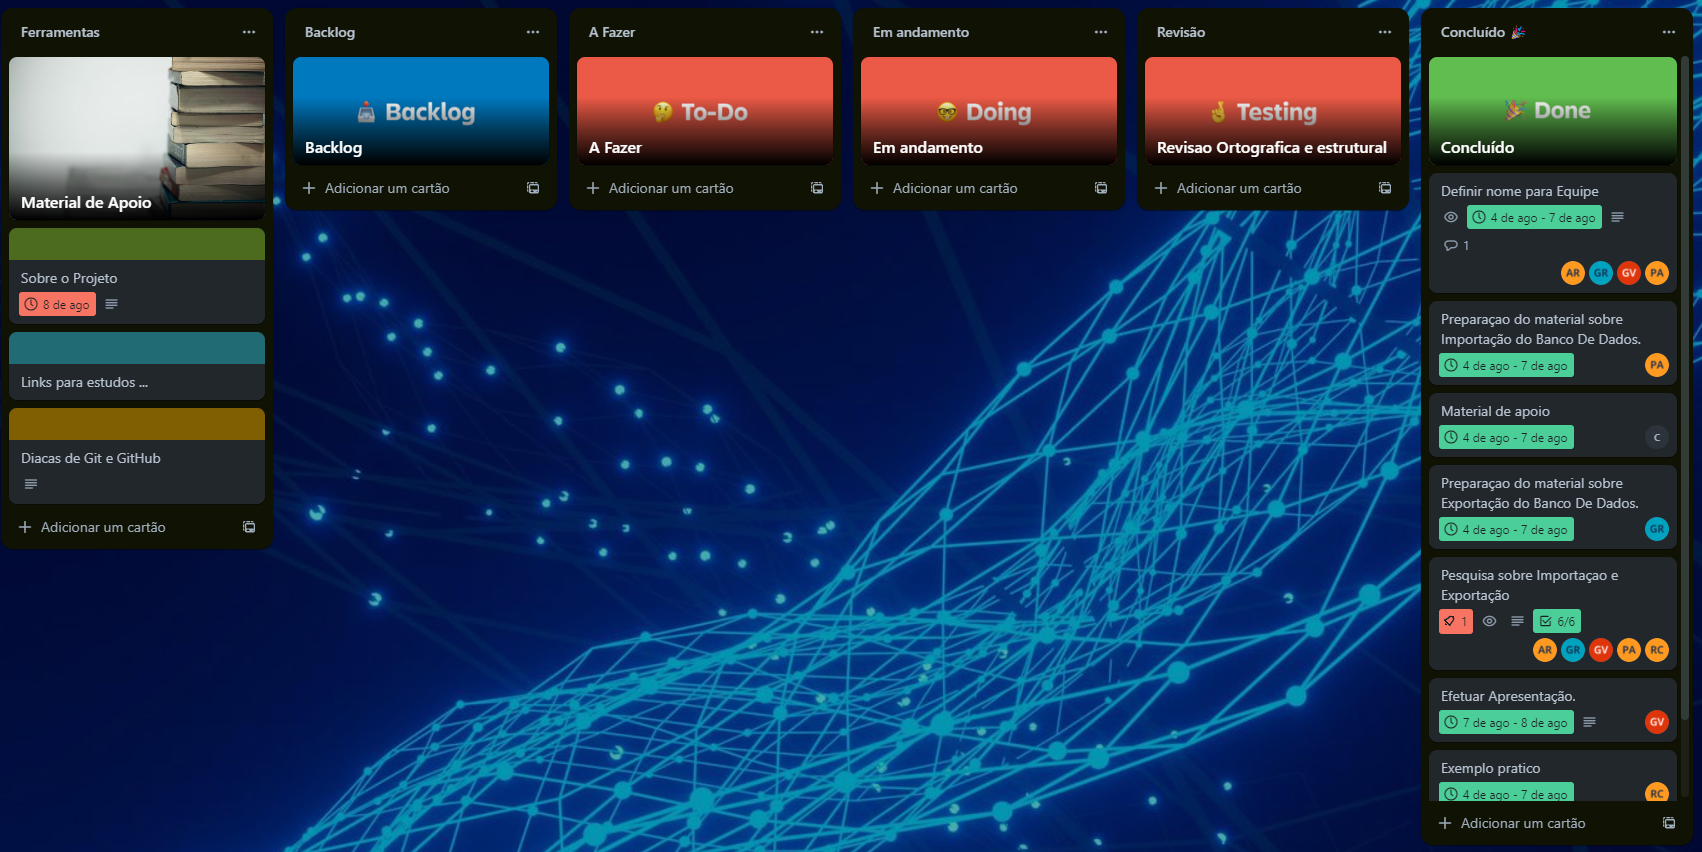 Ferramentas
Material de Apoio
Sobre o Projeto
8 de ago
Links para estudos ...
Diacas de Git e GitHub
Adicionar um cartão
Backlog
Backlog
Backlog
Adicionar um cartão
A Fazer
To-Do
A Fazer
Adicionar um cartão
Em andamento
Doing
Em andamento
Adicionar um cartão
Revisão
Testing
Revisao Ortografica e estrutural
Adicionar um cartão
Concluído
Done
Concluído
Definir nome para Equipe
4 de ago - 7 de ago
1
AR GR GV PA
Preparaçao do material sobre
Importação do Banco De Dados.
4 de ago - 7 de ago PA
Material de apoio
4 de ago - 7 de ago C
Preparaçao do material sobre
Exportação do Banco De Dados.
4 de ago - 7 de ago GR
Pesquisa sobre Importaçao e
Exportação
1 6/6
AR GR GV PA RC
Efetuar Apresentação.
7 de ago - 8 de ago GV
Exemplo pratico
4 de ago - 7 de ago RC
Adicionar um cartão